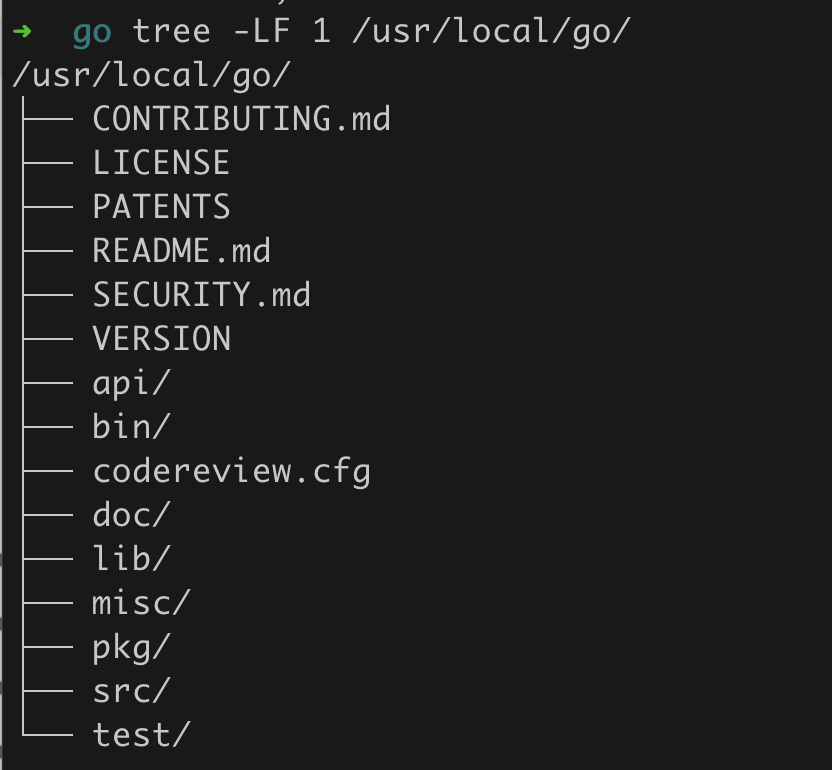 ➜  go tree -LF 1 /usr/local/go/
/usr/local/go/
├── CONTRIBUTING.md
├── LICENSE
├── PATENTS
├── README.md
├── SECURITY.md
├── VERSION
├── api/
├── bin/
├── codereview.cfg
├── doc/
├── lib/
├── misc/
├── pkg/
├── src/
└── test/